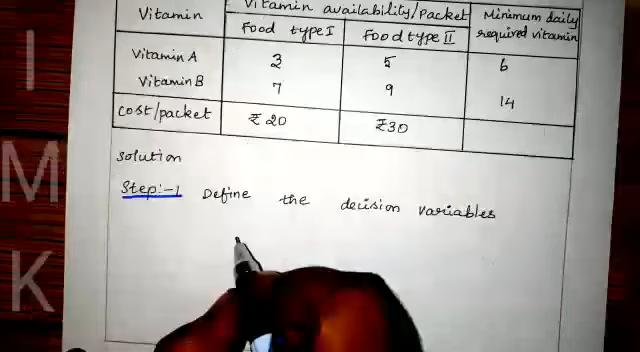 Vitamin availability/packet
Vitamin
Minimum daily
required vitamin
Food type I
Food type II
Vitamin A
3
5
6
Vitamin B
7
9
14
Cost/packet
₹20
₹30
Solution
Step:-1 Define the decision variables
I
M
K